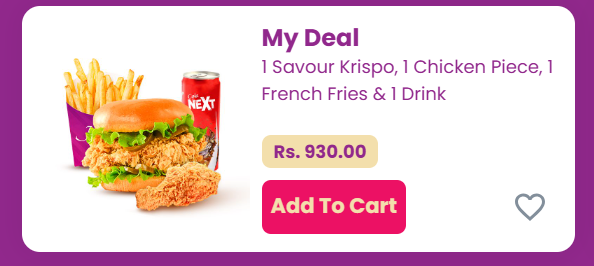 My Deal
1 Savour Krispo, 1 Chicken Piece, 1
French Fries & 1 Drink
Cola
NEXT
Rs. 930.00
Add To Cart